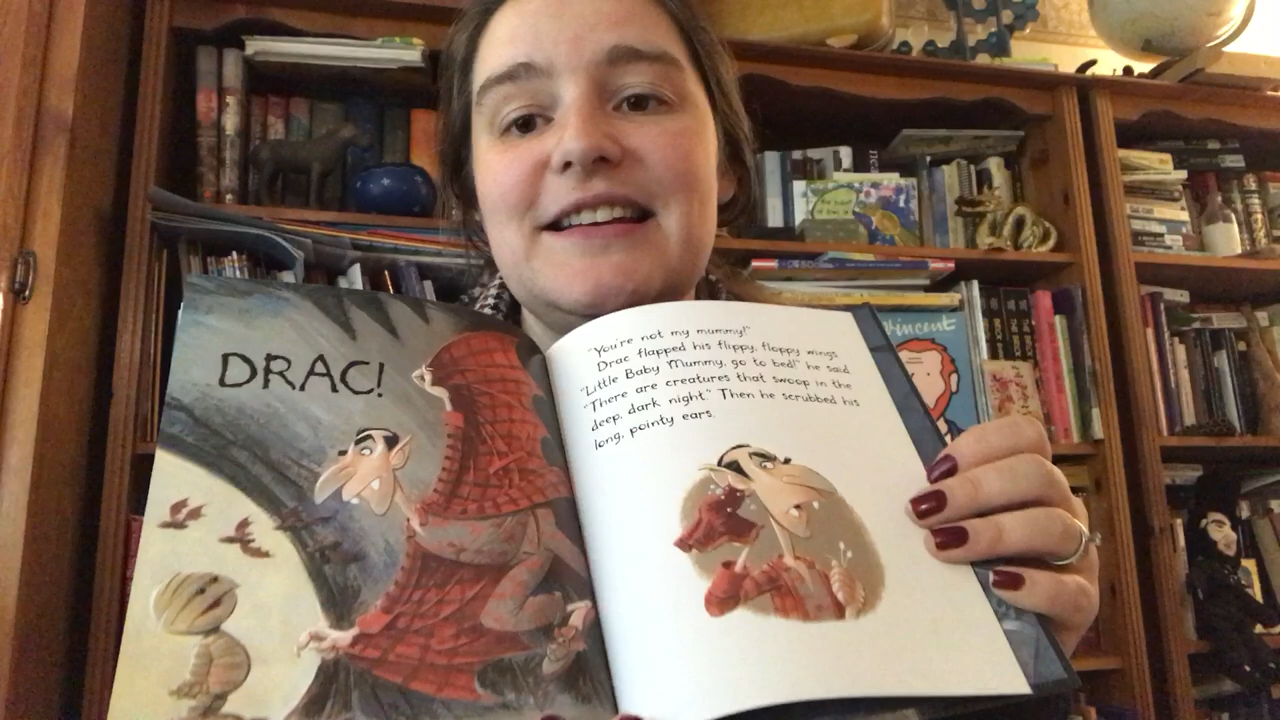 DRAC!
"You're not my mummy!"
Drac flapped his flippy, floppy wings.
"Little Baby Mummy, go to bed!" he said.
"There are creatures that swoop in the
deep, dark night." Then he scrubbed his
long, pointy ears.
Vincent